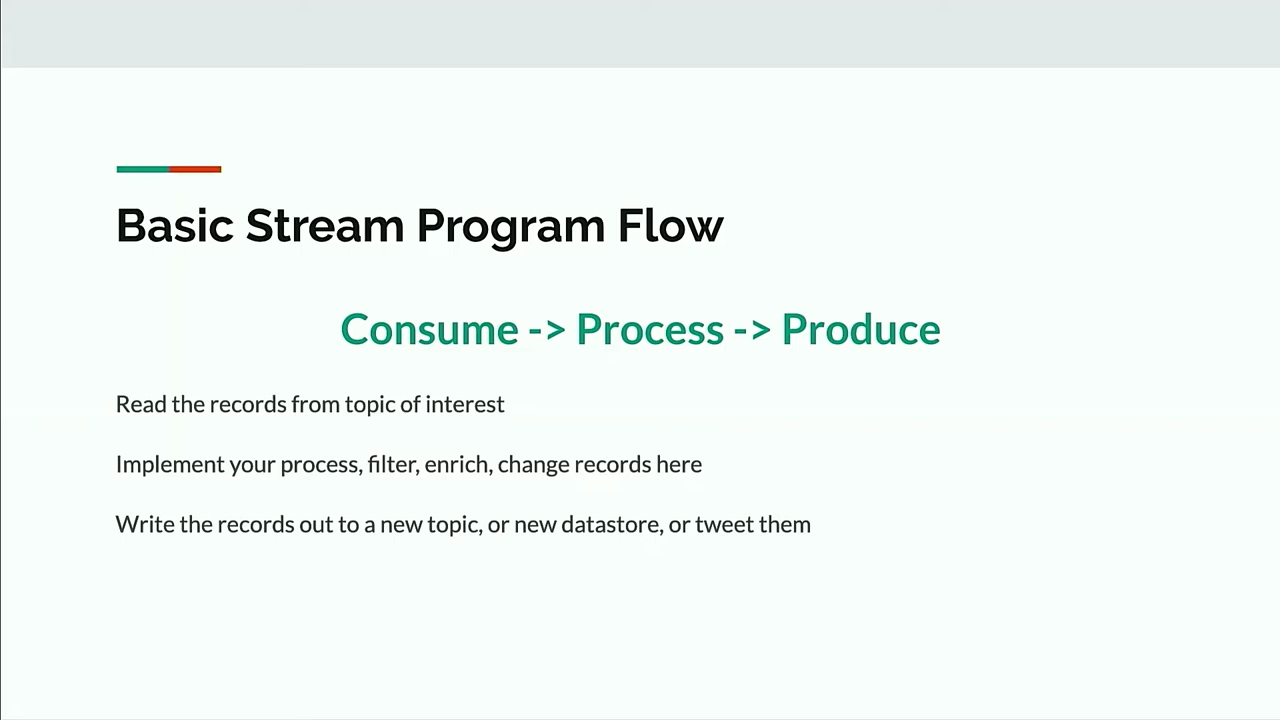 Basic Stream Program Flow
Consume -> Process -> Produce
Read the records from topic of interest
Implement your process, filter, enrich, change records here
Write the records out to a new topic, or new datastore, or tweet them